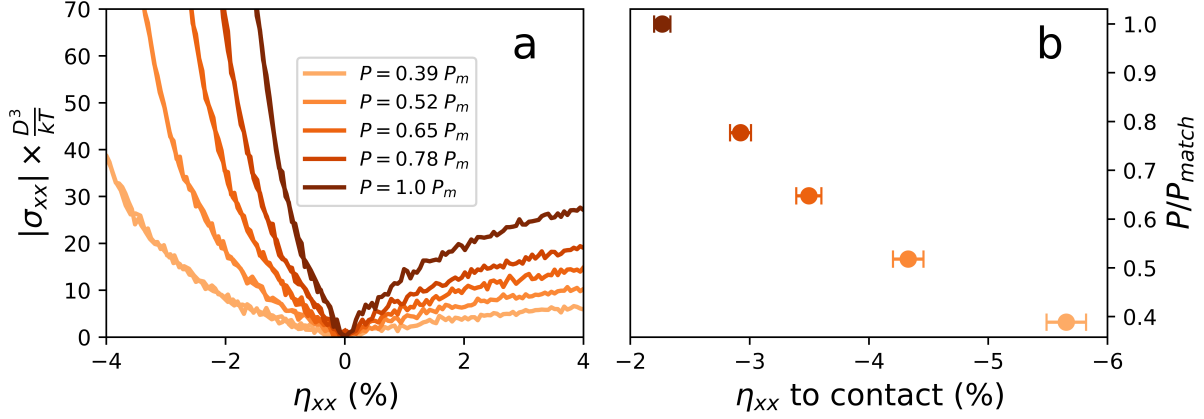 a
|σxx| × D³/kT
70
60
50
40
30
20
10
0
P = 0.39 Pm
P = 0.52 Pm
P = 0.65 Pm
P = 0.78 Pm
P = 1.0 Pm
−4 −2 0 2 4
ηxx (%)
b
1.0
0.9
0.8
0.7
0.6
0.5
0.4
P/Pmatch
−2 −3 −4 −5 −6
ηxx to contact (%)